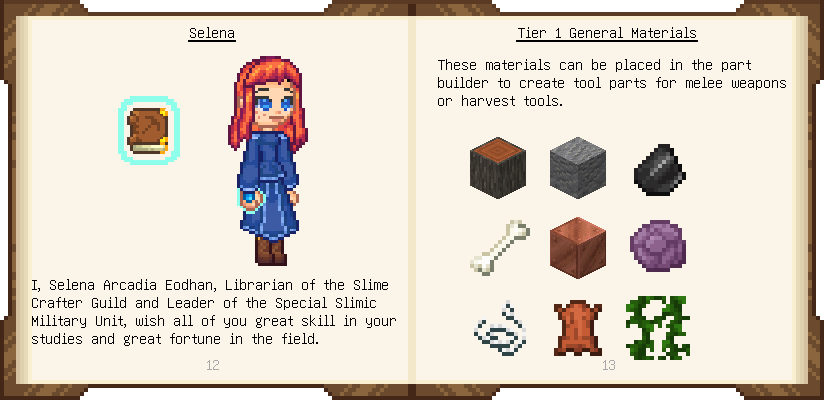 Selena
I, Selena Arcadia Eodhan, Librarian of the Slime
Crafter Guild and Leader of the Special Slimic
Military Unit, wish all of you great skill in your
studies and great fortune in the field.
12
Tier 1 General Materials
These materials can be placed in the part
builder to create tool parts for melee weapons
or harvest tools.
13